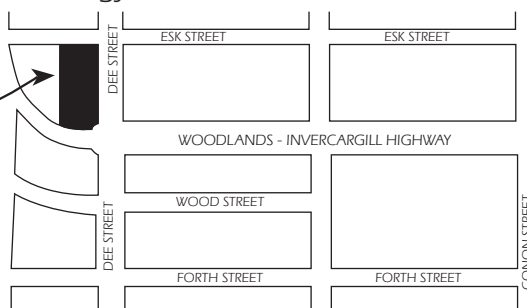 ESK STREET
ESK STREET
DEE STREET
WOODLANDS - INVERCARGILL HIGHWAY
WOOD STREET
DEE STREET
CONON STREET
FORTH STREET
FORTH STREET